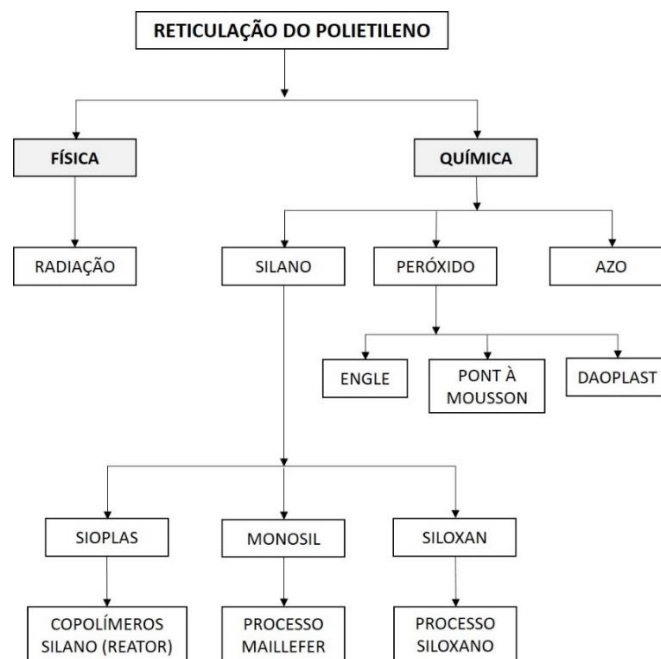 RETICULAÇÃO DO POLIETILENO
FÍSICA
QUÍMICA
RADIAÇÃO
SILANO
PERÓXIDO
AZO
ENGLE
PONT À
MOUSSON
DAOPLAST
SIOPLAS
MONOSIL
SILOXAN
COPOLÍMEROS
SILANO (REATOR)
PROCESSO
MAILLEFER
PROCESSO
SILOXANO